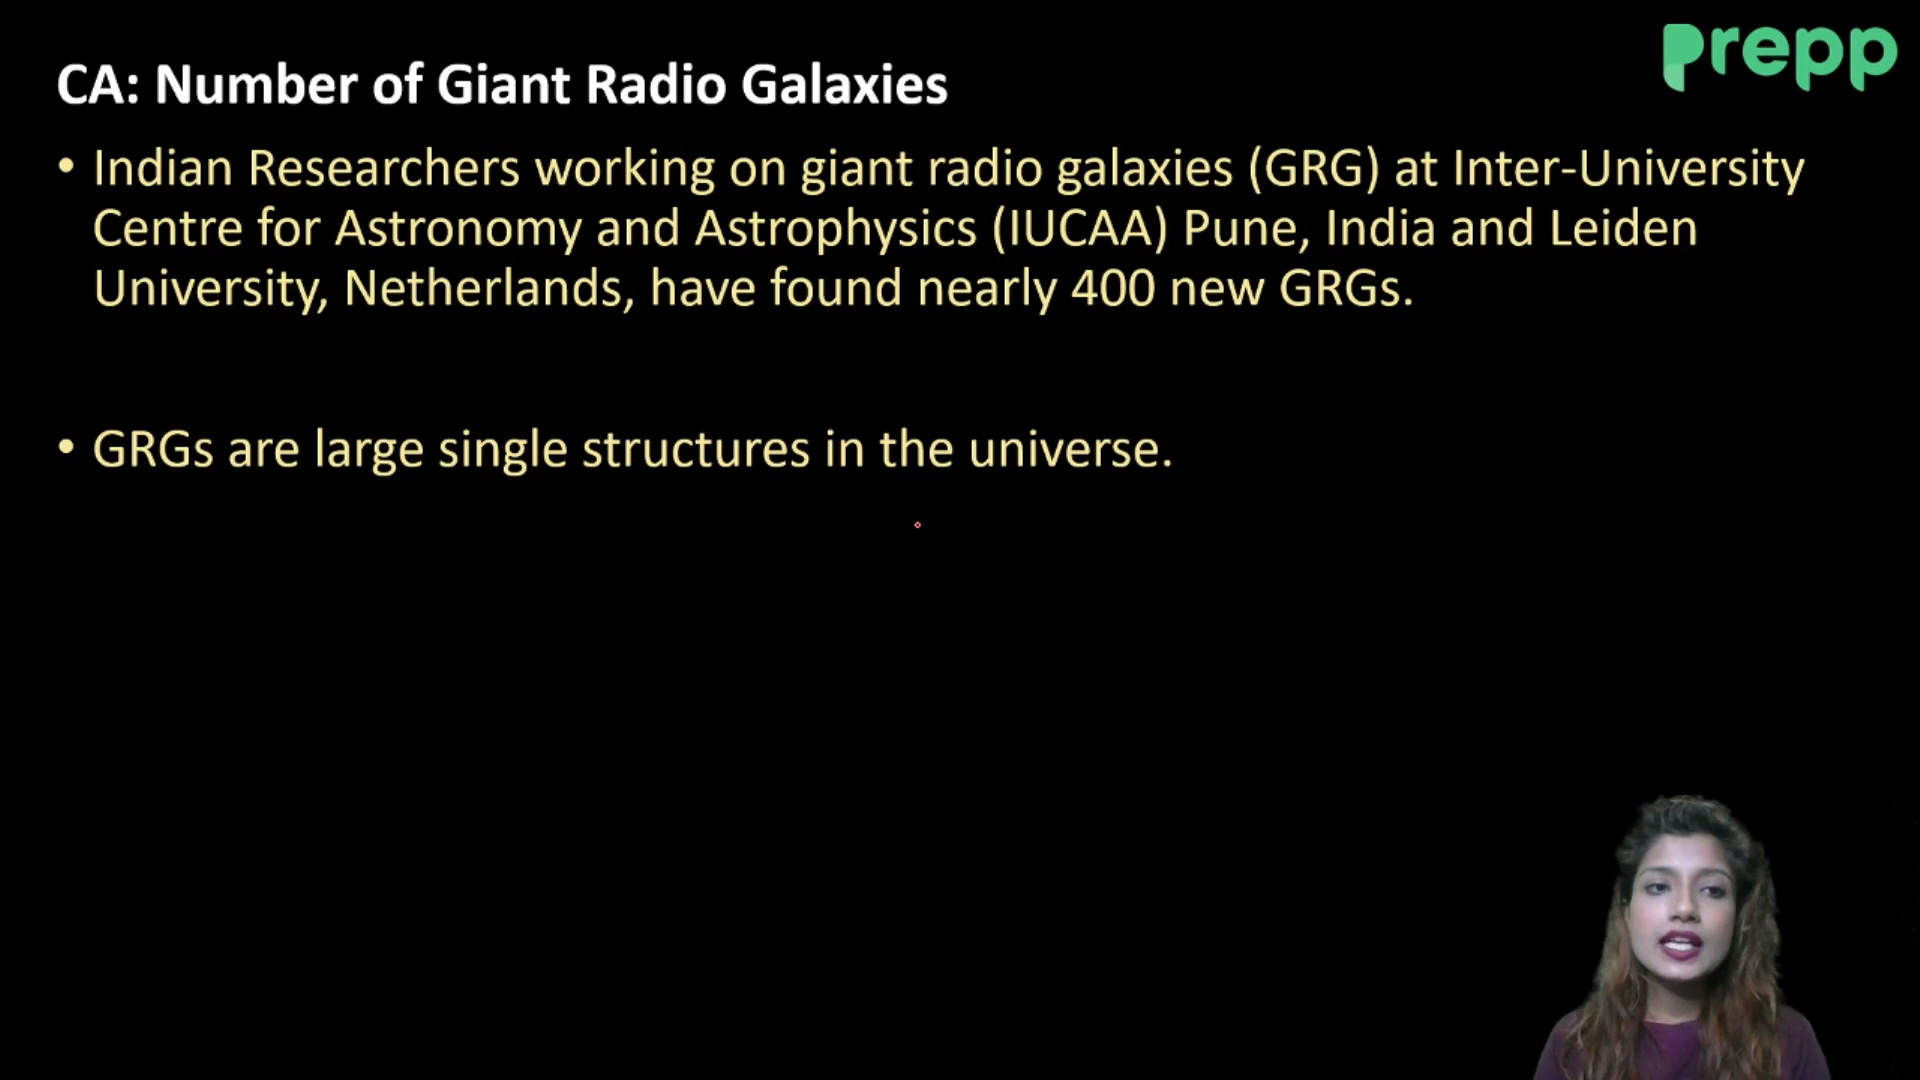 prepp
CA: Number of Giant Radio Galaxies
• Indian Researchers working on giant radio galaxies (GRG) at Inter-University
Centre for Astronomy and Astrophysics (IUCAA) Pune, India and Leiden
University, Netherlands, have found nearly 400 new GRGs.
• GRGs are large single structures in the universe.